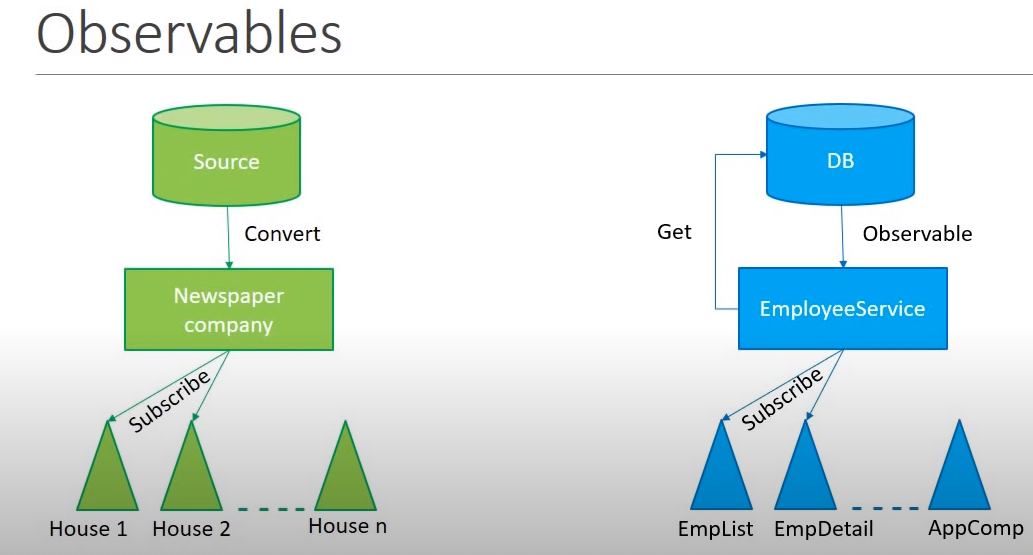 Observables
Source
Convert
Newspaper
company
Subscribe
House 1
House 2
House n
DB
Get
Observable
EmployeeService
Subscribe
EmpList
EmpDetail
AppComp